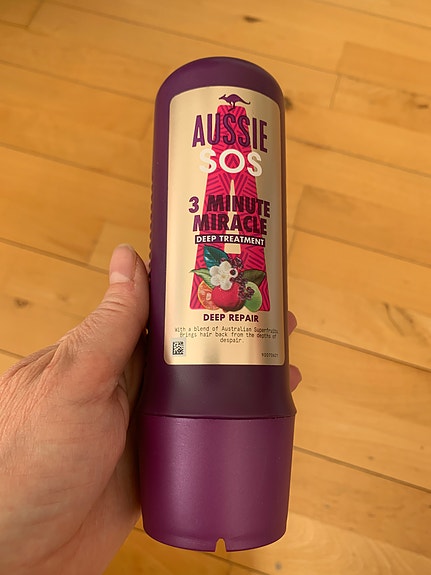 AUSSIE
SOS
3 MINUTE
MIRACLE
DEEP TREATMENT
DEEP REPAIR
With a blend of Australian Superfruits
Brings hair back from the depths of
despair.